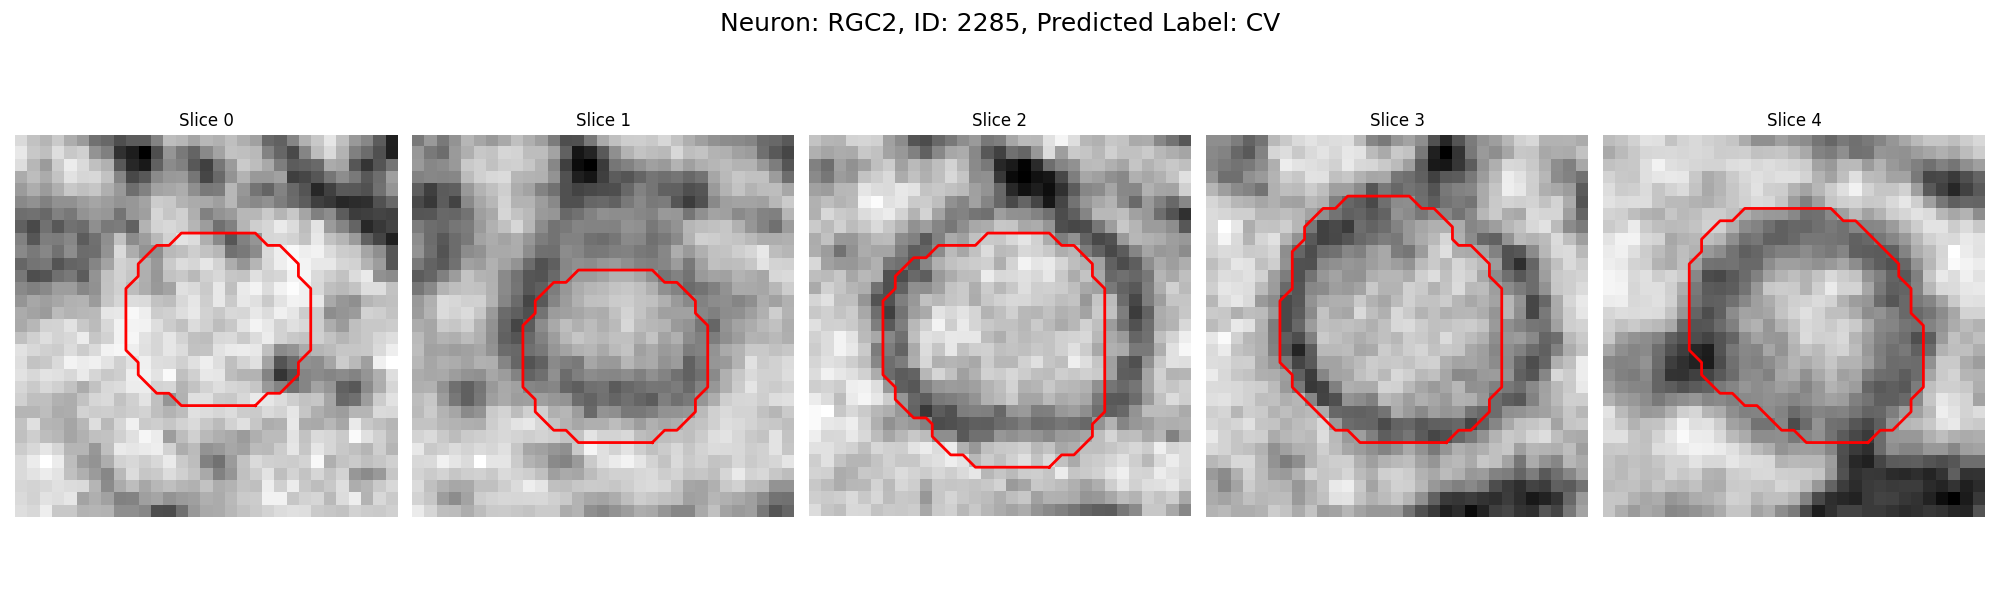 Neuron: RGC2, ID: 2285, Predicted Label: CV
Slice 0
Slice 1
Slice 2
Slice 3
Slice 4